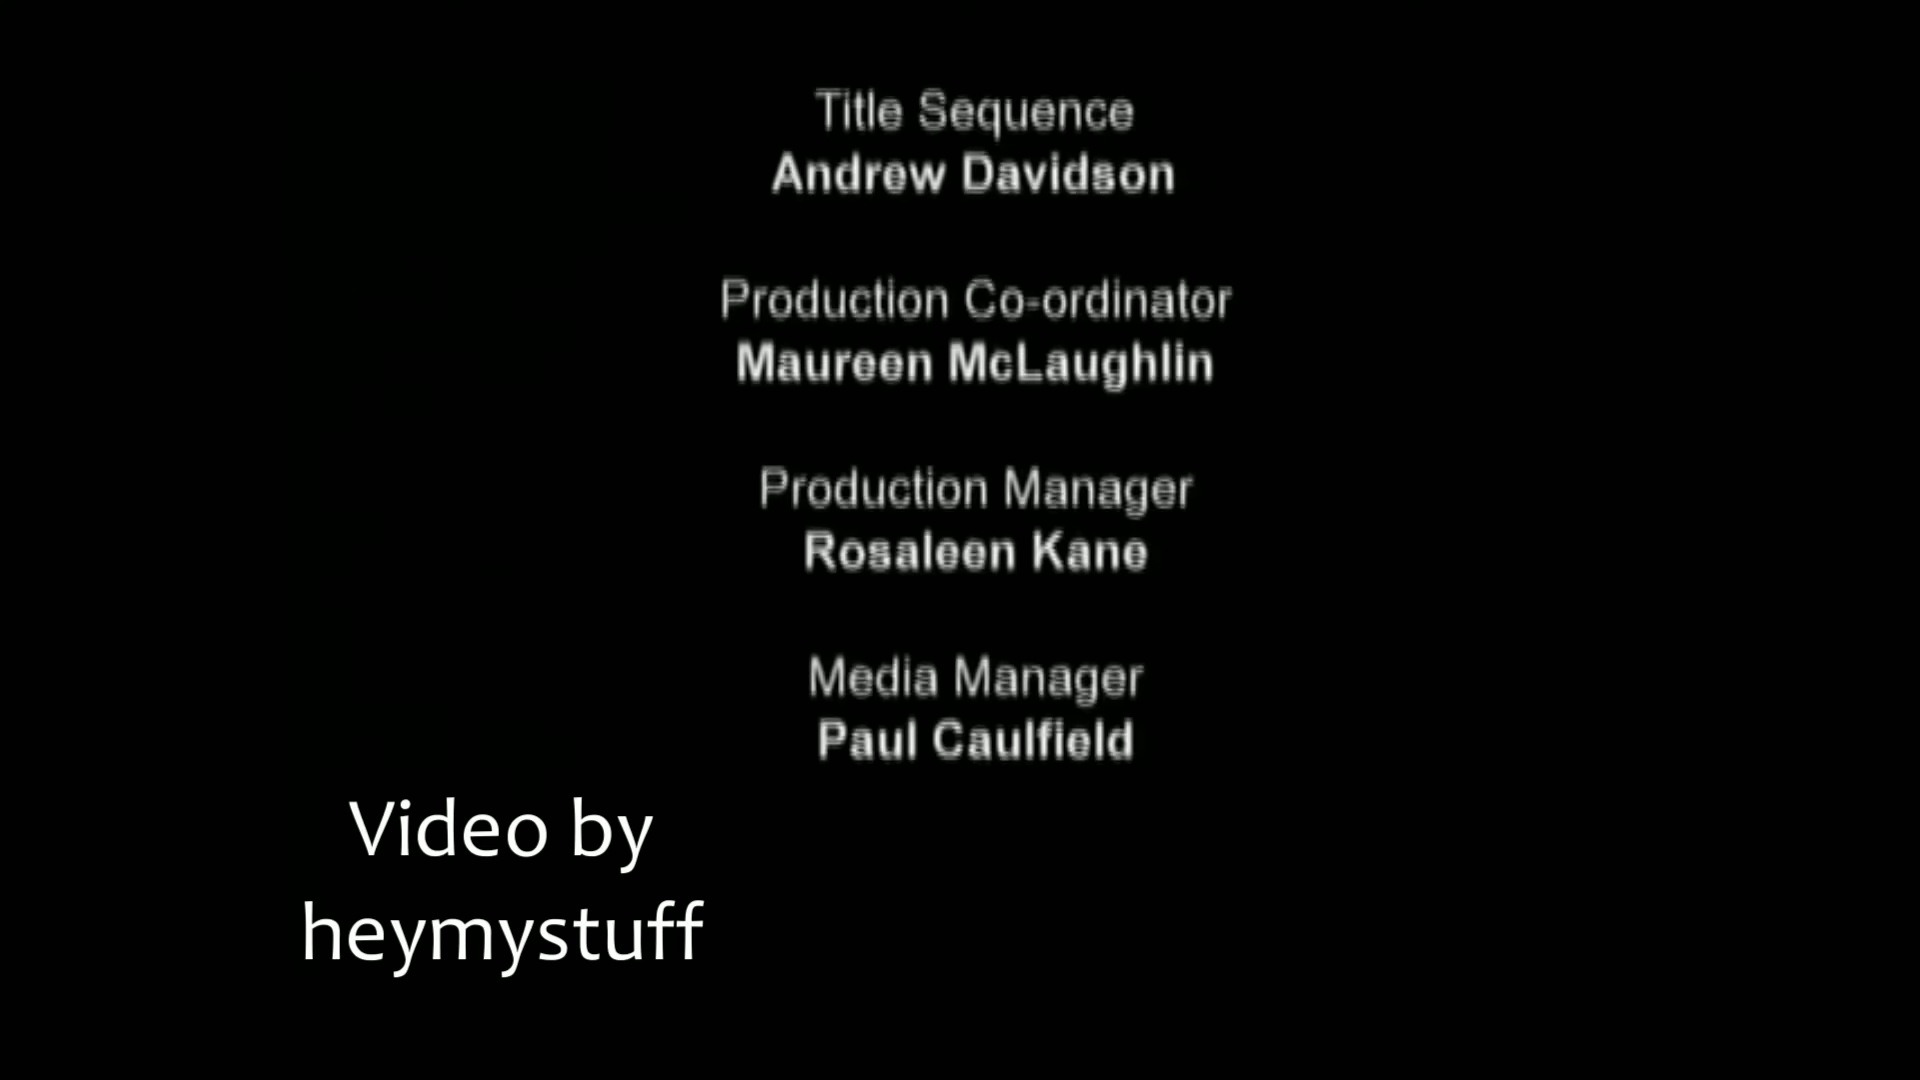 Title Sequence
Andrew Davidson
Production Co-ordinator
Maureen McLaughlin
Production Manager
Rosaleen Kane
Media Manager
Paul Caulfield
Video by
heymystuff